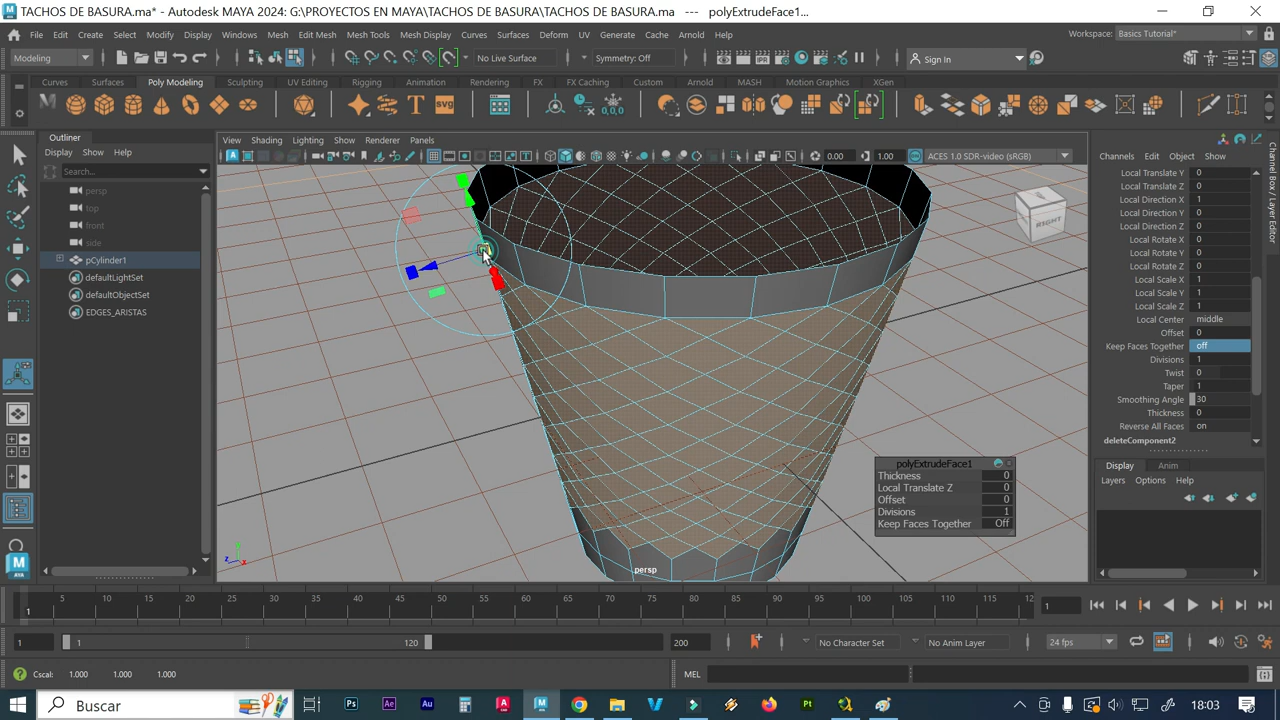 TACHOS DE BASURA.ma* - Autodesk MAYA 2024: G:\PROYECTOS EN MAYA\TACHOS DE BASURA\TACHOS DE BASURA.ma --- polyExtrudeFace1...
File Edit Create Select Modify Display Windows Mesh Edit Mesh Mesh Tools Mesh Display Curves Surfaces Deform UV Generate Cache Arnold Help
Workspace: Basics Tutorial*
Modeling No Live Surface Symmetry: Off Sign In
Curves Surfaces Poly Modeling Sculpting UV Editing Rigging Animation Rendering FX FX Caching Custom Arnold MASH Motion Graphics XGen
Outliner
Display Show Help
Search...
persp
top
front
side
pCylinder1
defaultLightSet
defaultObjectSet
EDGES_ARISTAS
View Shading Lighting Show Renderer Panels
0.00 1.00 ACES 1.0 SDR-video (sRGB)
RIGHT
polyExtrudeFace1
Thickness 0
Local Translate Z 0
Offset 0
Divisions 1
Keep Faces Together Off
persp
Channels Edit Object Show
Local Translate Y 0
Local Translate Z 0
Local Direction X 1
Local Direction Y 0
Local Direction Z 0
Local Rotate X 0
Local Rotate Y 0
Local Rotate Z 0
Local Scale X 1
Local Scale Y 1
Local Scale Z 1
Local Center middle
Offset 0
Keep Faces Together off
Divisions 1
Twist 0
Taper 1
Smoothing Angle 30
Thickness 0
Reverse All Faces on
deleteComponent2
Display Anim
Layers Options Help
Channel Box / Layer Editor
1 5 10 15 20 25 30 35 40 45 50 55 60 65 70 75 80 85 90 95 100 105 110 115 12
1
1 1 120 200 No Character Set No Anim Layer 24 fps
Cscal: 1.000 1.000 1.000 MEL
Buscar 18:03